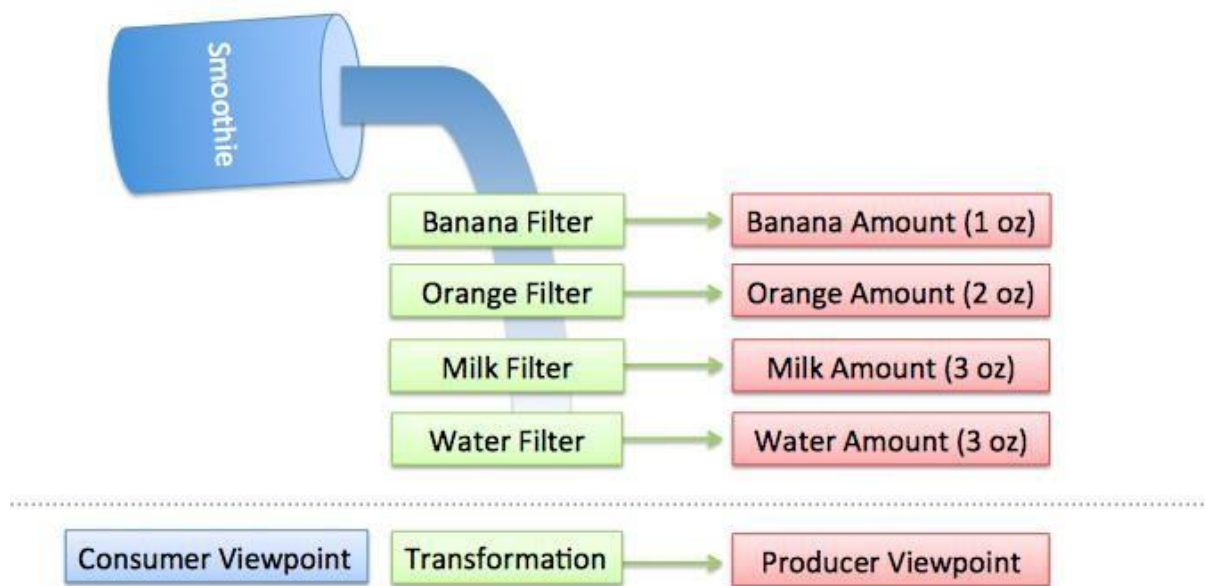 Smoothie
Banana Filter
Banana Amount (1 oz)
Orange Filter
Orange Amount (2 oz)
Milk Filter
Milk Amount (3 oz)
Water Filter
Water Amount (3 oz)
Consumer Viewpoint
Transformation
Producer Viewpoint